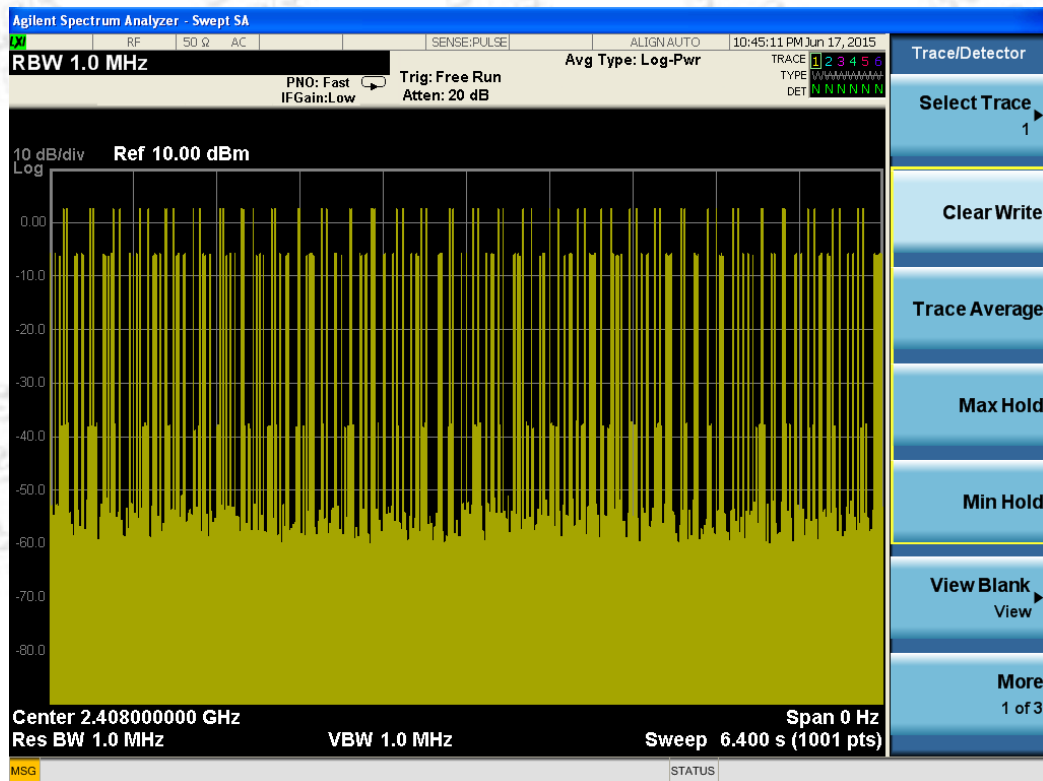 Agilent Spectrum Analyzer - Swept SA
LXI RF 50 Ω AC SENSE:PULSE ALIGN AUTO 10:45:11 PM Jun 17, 2015
RBW 1.0 MHz
PNO: Fast
IFGain:Low
Trig: Free Run
Atten: 20 dB
Avg Type: Log-Pwr
TRACE 1 2 3 4 5 6
TYPE
DET N N N N N N
10 dB/div Ref 10.00 dBm
Log
0.00
-10.0
-20.0
-30.0
-40.0
-50.0
-60.0
-70.0
-80.0
Center 2.408000000 GHz Span 0 Hz
Res BW 1.0 MHz VBW 1.0 MHz Sweep 6.400 s (1001 pts)
MSG STATUS
Trace/Detector
Select Trace
1
Clear Write
Trace Average
Max Hold
Min Hold
View Blank
View
More
1 of 3